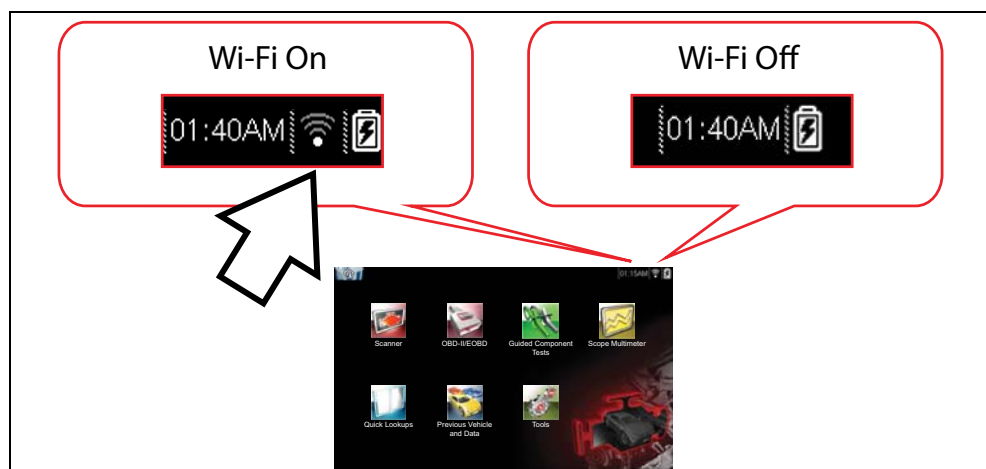 Wi-Fi On
Wi-Fi Off
01:40AM
01:40AM
01:15AM
Scanner
OBD-II/EOBD
Guided Component
Tests
Scope Multimeter
Quick Lookups
Previous Vehicle
and Data
Tools